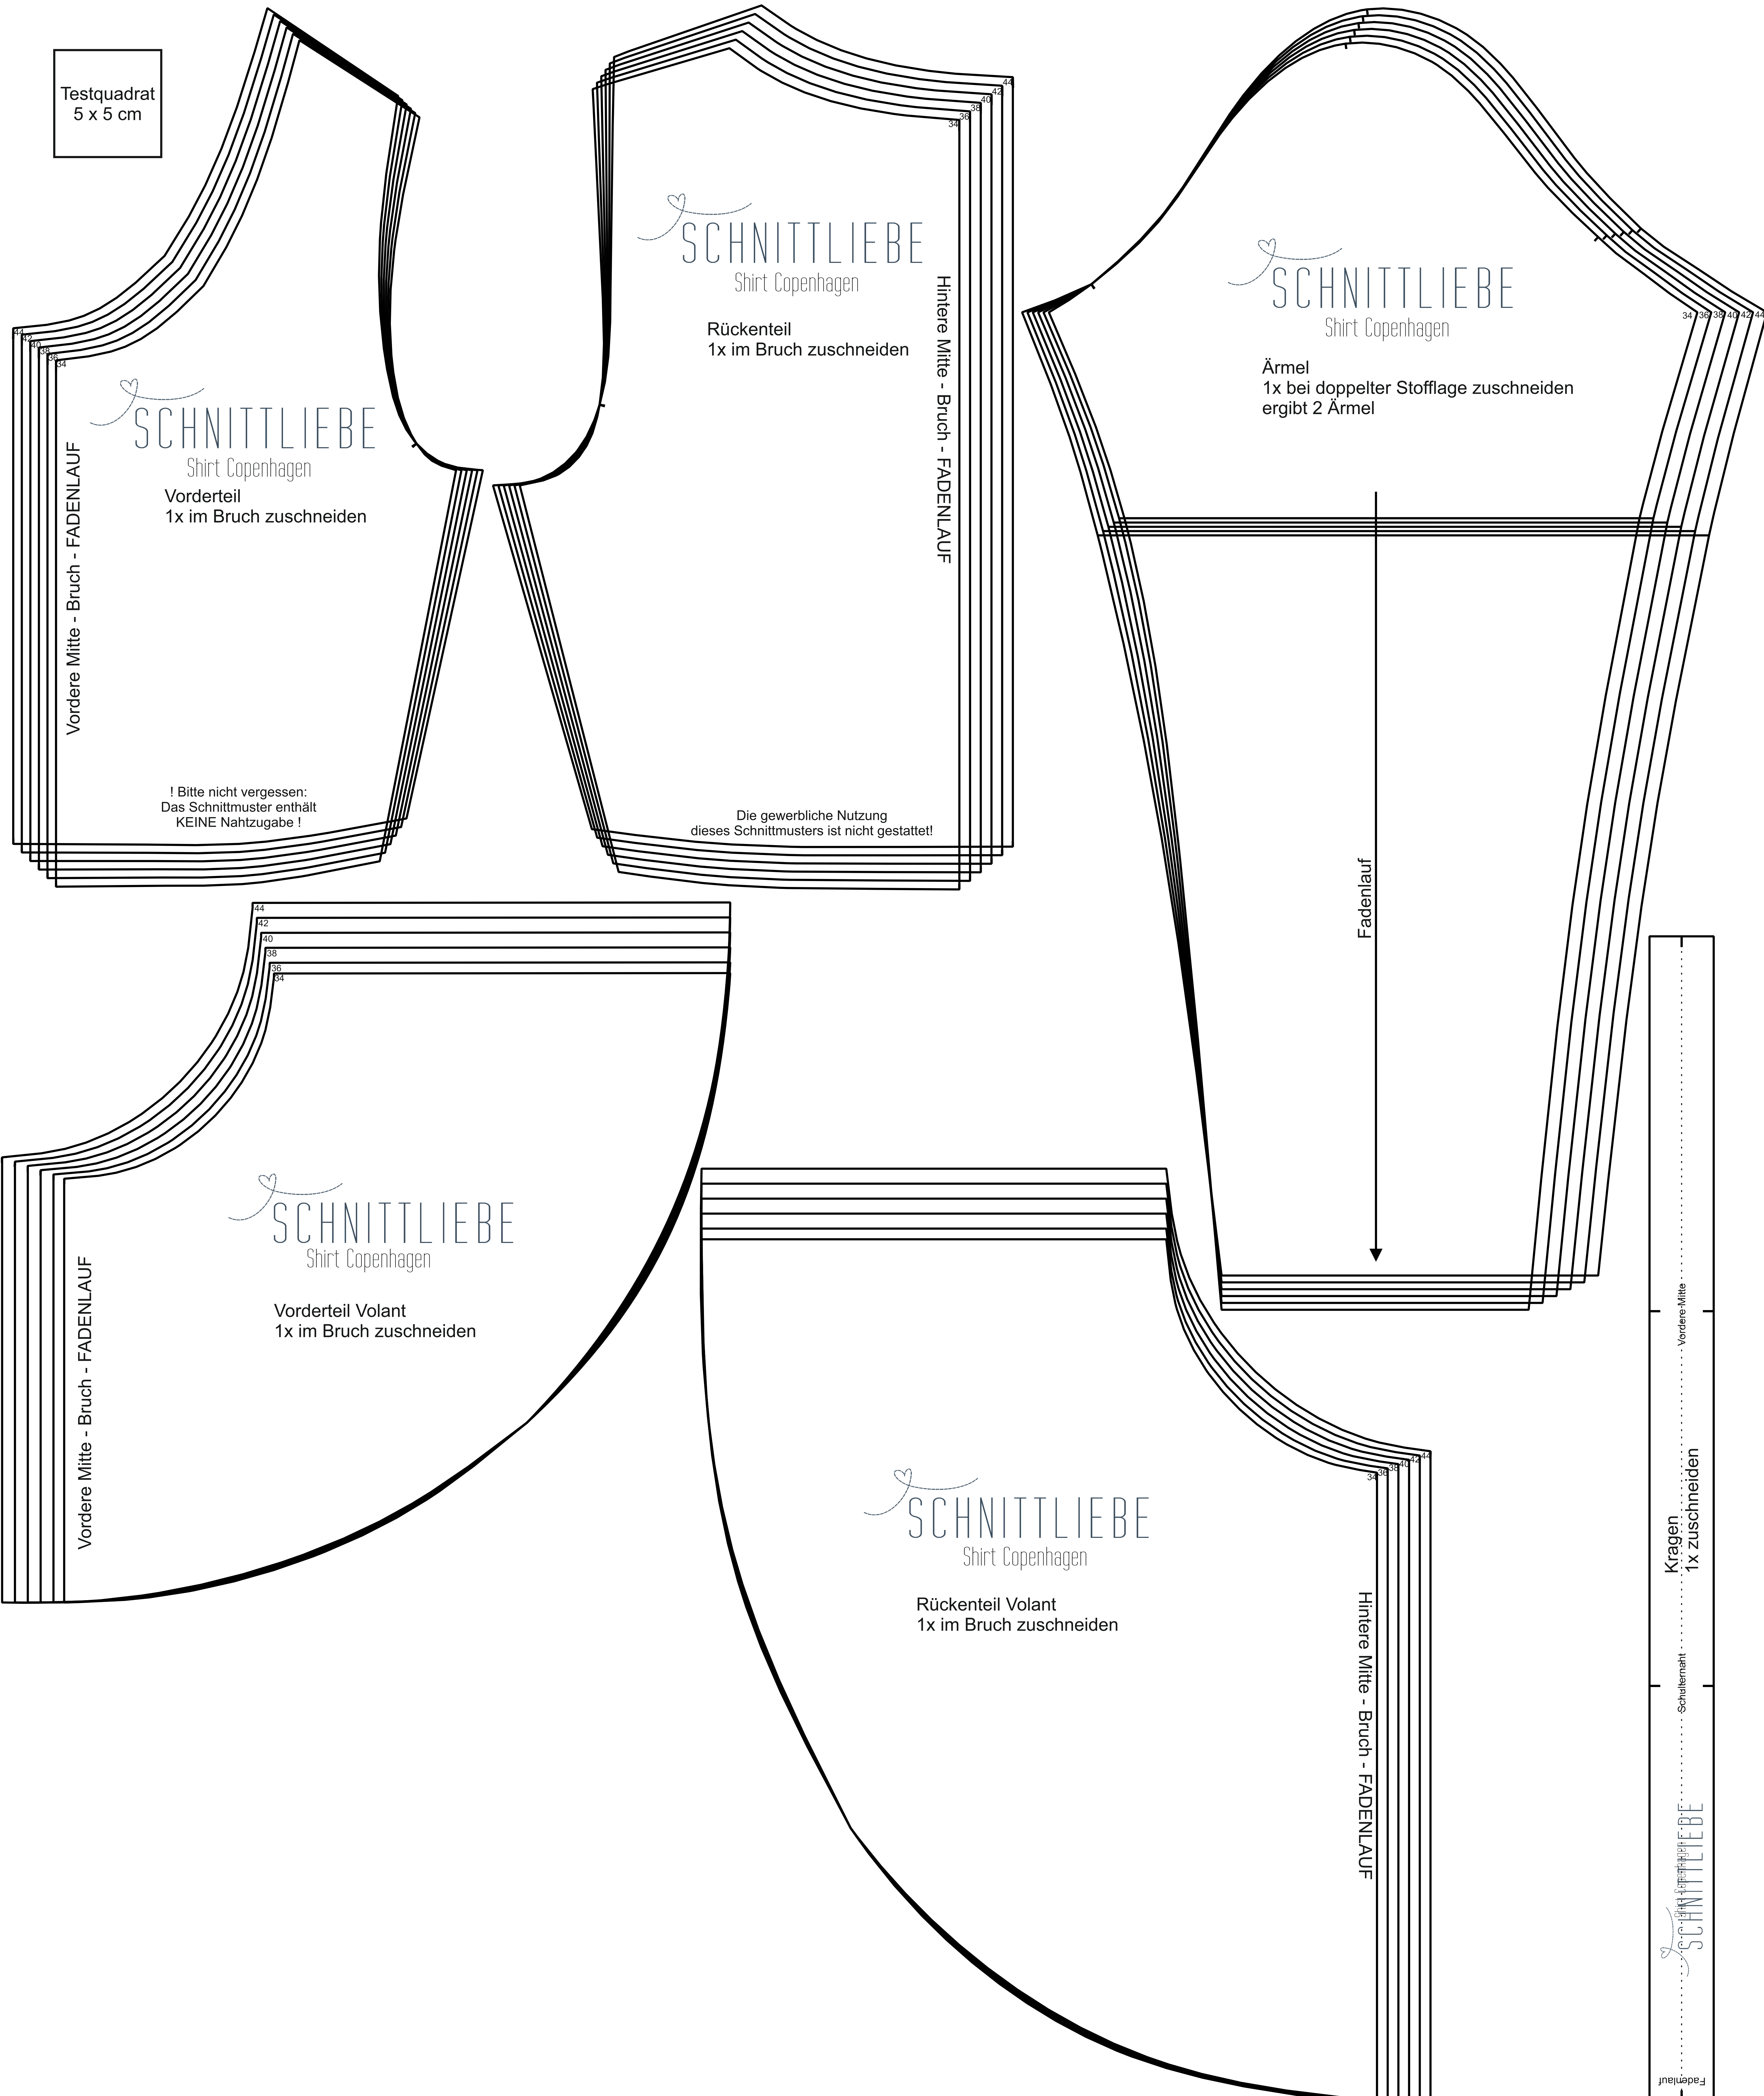 Testquadrat
5 x 5 cm
44
42
40
38
36
34
SCHNITTLIEBE
Shirt Copenhagen
Vorderteil
1x im Bruch zuschneiden
Vordere Mitte - Bruch - FADENLAUF
! Bitte nicht vergessen:
Das Schnittmuster enthält
KEINE Nahtzugabe !
44
42
40
38
36
34
SCHNITTLIEBE
Shirt Copenhagen
Rückenteil
1x im Bruch zuschneiden
Hintere Mitte - Bruch - FADENLAUF
Die gewerbliche Nutzung
dieses Schnittmusters ist nicht gestattet!
SCHNITTLIEBE
Shirt Copenhagen
34 36 38 40 42 44
Ärmel
1x bei doppelter Stofflage zuschneiden
ergibt 2 Ärmel
Fadenlauf
44
42
40
38
36
34
SCHNITTLIEBE
Shirt Copenhagen
Vorderteil Volant
1x im Bruch zuschneiden
Vordere Mitte - Bruch - FADENLAUF
34 36 38 40 42 44
SCHNITTLIEBE
Shirt Copenhagen
Rückenteil Volant
1x im Bruch zuschneiden
Hintere Mitte - Bruch - FADENLAUF
Vordere Mitte
Kragen
1x zuschneiden
Schulternaht
Shirt Copenhagen
SCHNITTLIEBE
Fadenlauf